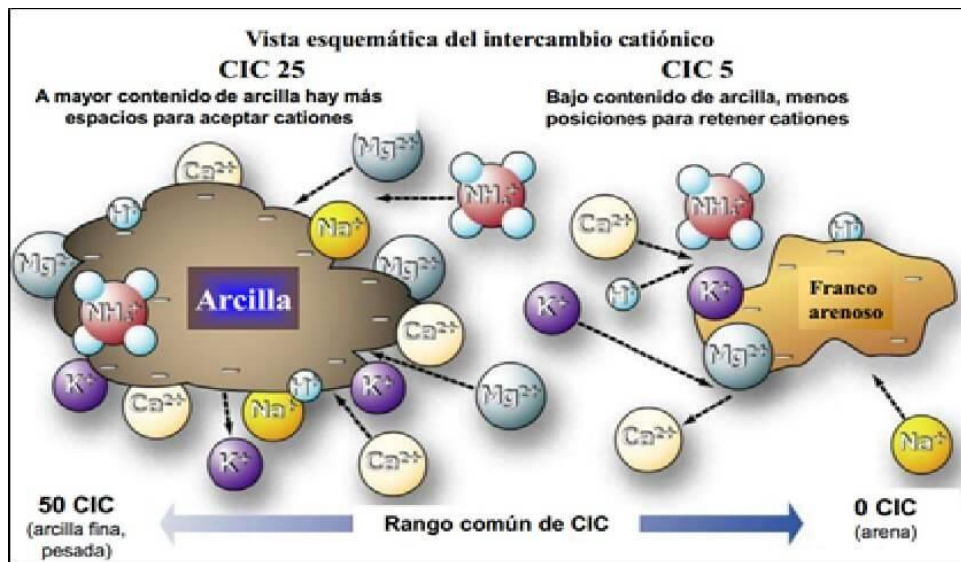 Vista esquemática del intercambio catiónico
CIC 25
A mayor contenido de arcilla hay más
espacios para aceptar cationes
CIC 5
Bajo contenido de arcilla, menos
posiciones para retener cationes
Ca²⁺
Mg²⁺
NH₄⁺
H⁺
Na⁺
Mg²⁺
Mg²⁺
NH₄⁺
Arcilla
Ca²⁺
K⁺
Ca²⁺
Na⁺
H⁺
K⁺
Mg²⁺
K⁺
Ca²⁺
NH₄⁺
Ca²⁺
H⁺
H⁺
K⁺
K⁺
Franco
arenoso
Mg²⁺
Ca²⁺
Na⁺
50 CIC
(arcilla fina,
pesada)
Rango común de CIC
0 CIC
(arena)